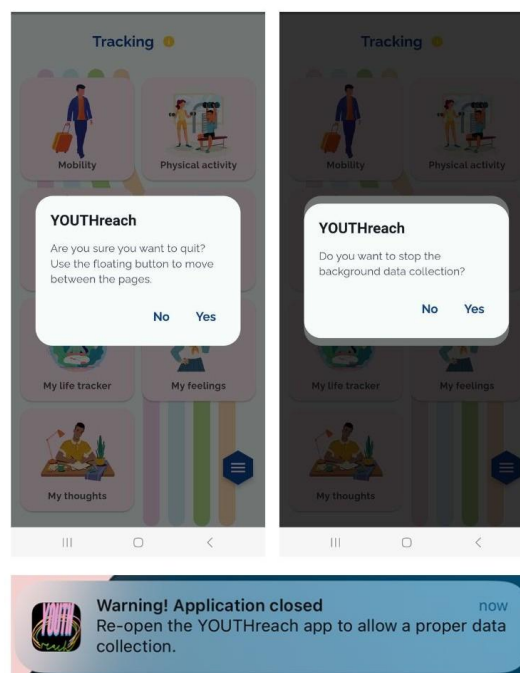 Tracking
Mobility
Physical activity
YOUTHreach
Are you sure you want to quit?
Use the floating button to move
between the pages.
No Yes
My life tracker
My feelings
My thoughts
Tracking
Mobility
Physical activity
YOUTHreach
Do you want to stop the
background data collection?
No Yes
My life tracker
My feelings
My thoughts
YOUTH
reach
Warning! Application closed
now
Re-open the YOUTHreach app to allow a proper data
collection.